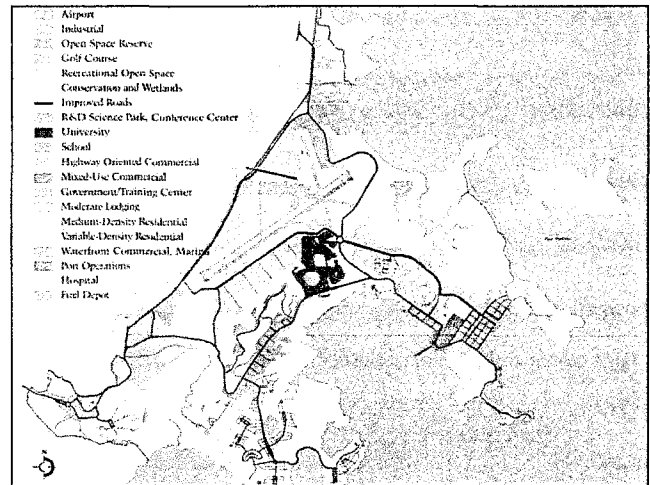 Airport
Industrial
Open Space Reserve
Golf Course
Recreational Open Space
Conservation and Wetlands
Improved Roads
R&D Science Park, Conference Center
University
School
Highway Oriented Commercial
Mixed-Use Commercial
Government/Training Center
Moderate Lodging
Medium-Density Residential
Variable-Density Residential
Waterfront Commercial, Marina
Port Operations
Hospital
Fuel Depot